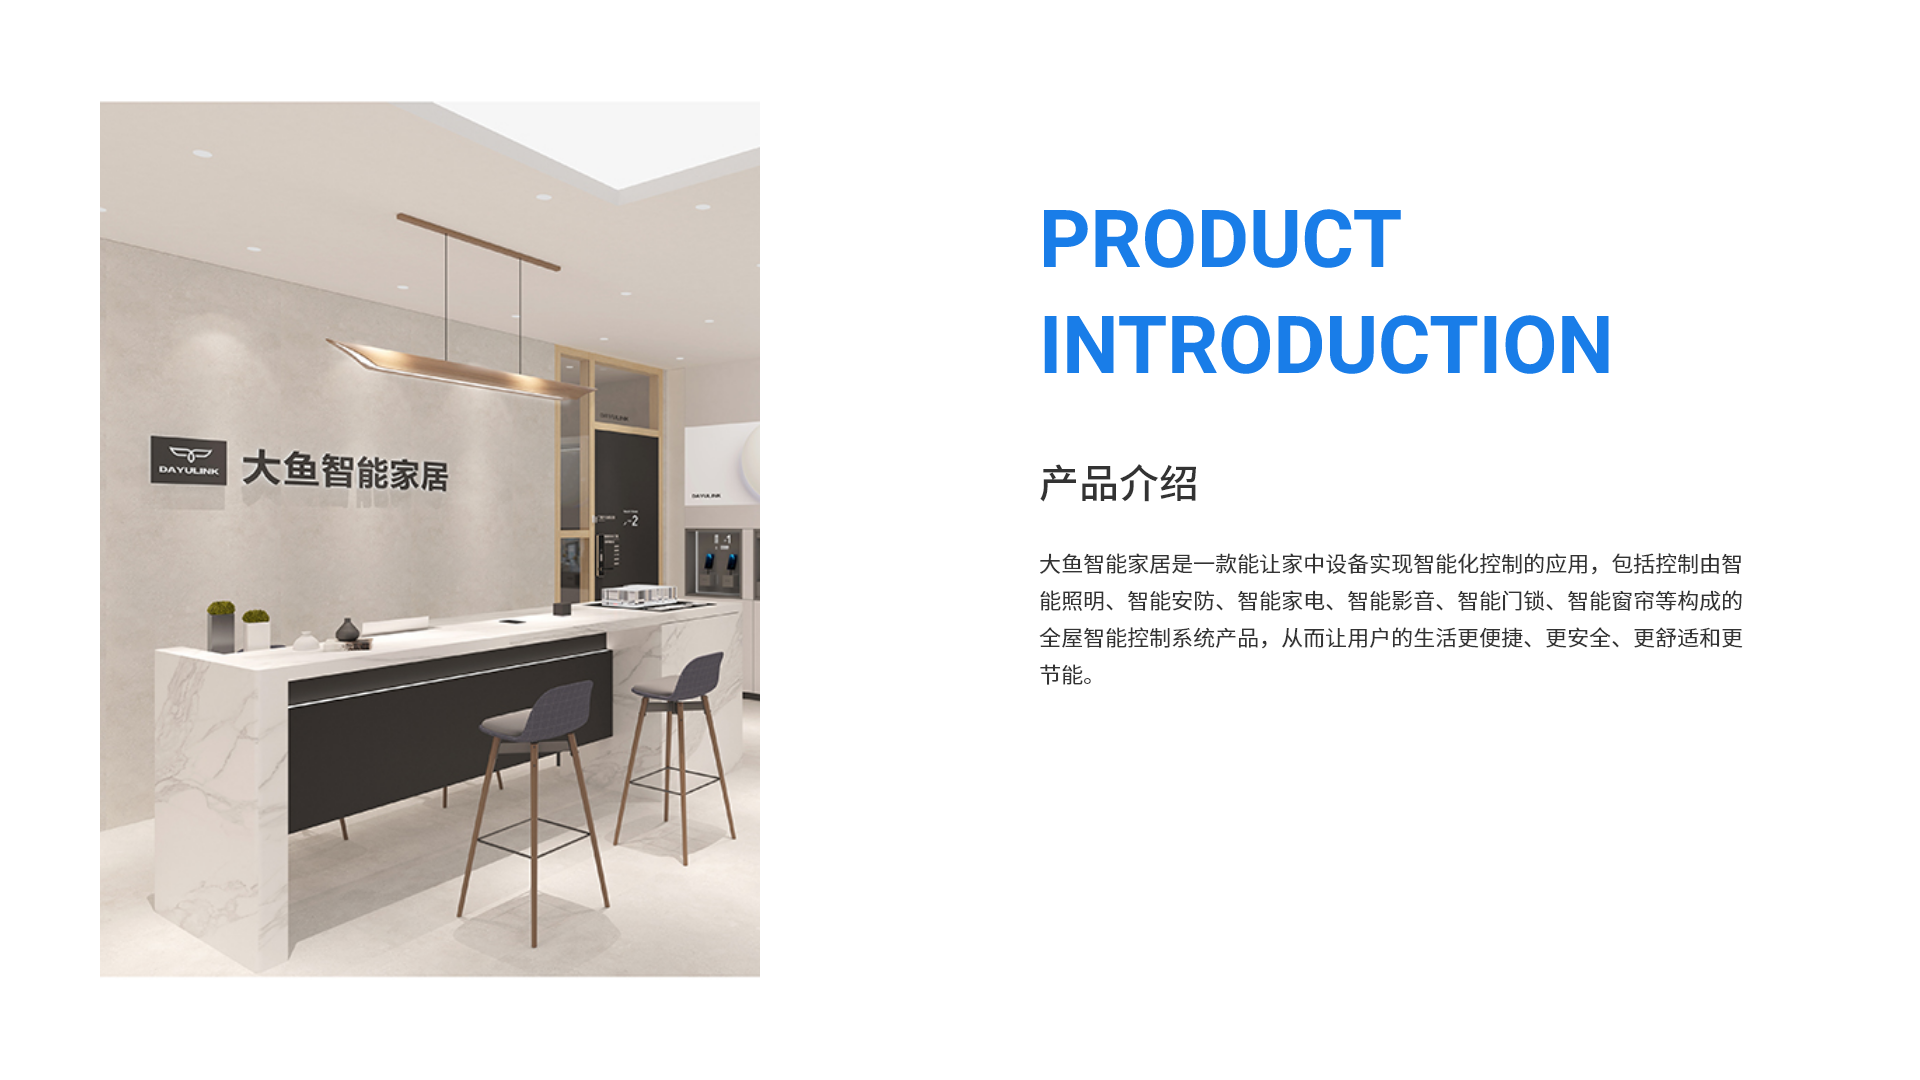 DAYULINK
大鱼智能家居
DAYULINK
DAYULINK
-2
-1
PRODUCT
INTRODUCTION
产品介绍
大鱼智能家居是一款能让家中设备实现智能化控制的应用，包括控制由智
能照明、智能安防、智能家电、智能影音、智能门锁、智能窗帘等构成的
全屋智能控制系统产品，从而让用户的生活更便捷、更安全、更舒适和更
节能。